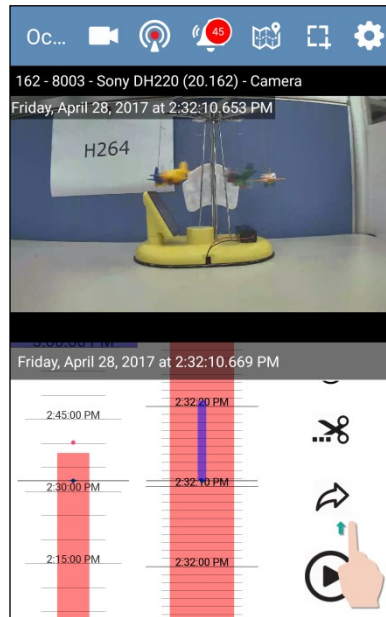 Oc...
45
162 - 8003 - Sony DH220 (20.162) - Camera
Friday, April 28, 2017 at 2:32:10.653 PM
H264
Friday, April 28, 2017 at 2:32:10.669 PM
2:45:00 PM
2:30:00 PM
2:15:00 PM
2:32:20 PM
2:32:10 PM
2:32:00 PM